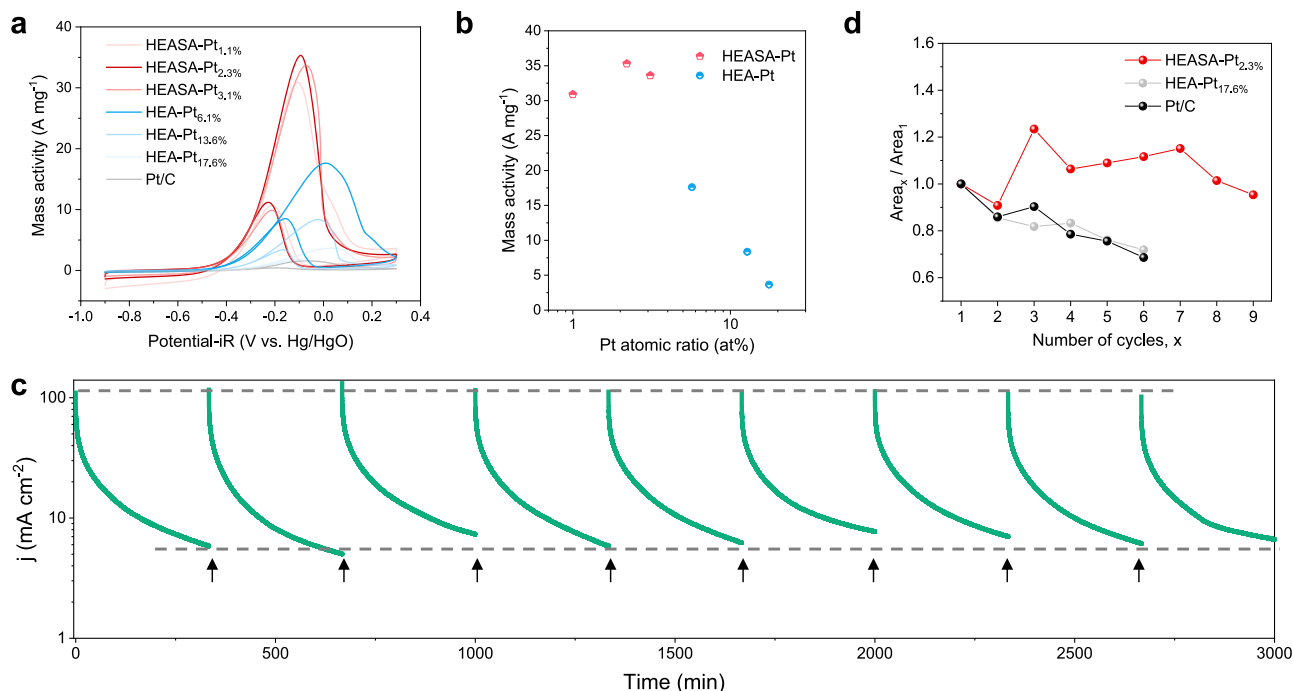 a
HEASA-Pt1.1%
HEASA-Pt2.3%
HEASA-Pt3.1%
HEA-Pt6.1%
HEA-Pt13.6%
HEA-Pt17.6%
Pt/C
Mass activity (A mg-1)
40
30
20
10
0
-1.0 -0.8 -0.6 -0.4 -0.2 0.0 0.2 0.4
Potential-iR (V vs. Hg/HgO)
b
HEASA-Pt
HEA-Pt
Mass activity (A mg-1)
40
35
30
25
20
15
10
5
0
1 10
Pt atomic ratio (at%)
d
HEASA-Pt2.3%
HEA-Pt17.6%
Pt/C
Areax / Area1
1.6
1.4
1.2
1.0
0.8
0.6
1 2 3 4 5 6 7 8 9
Number of cycles, x
c
j (mA cm-2)
100
10
1
0 500 1000 1500 2000 2500 3000
Time (min)